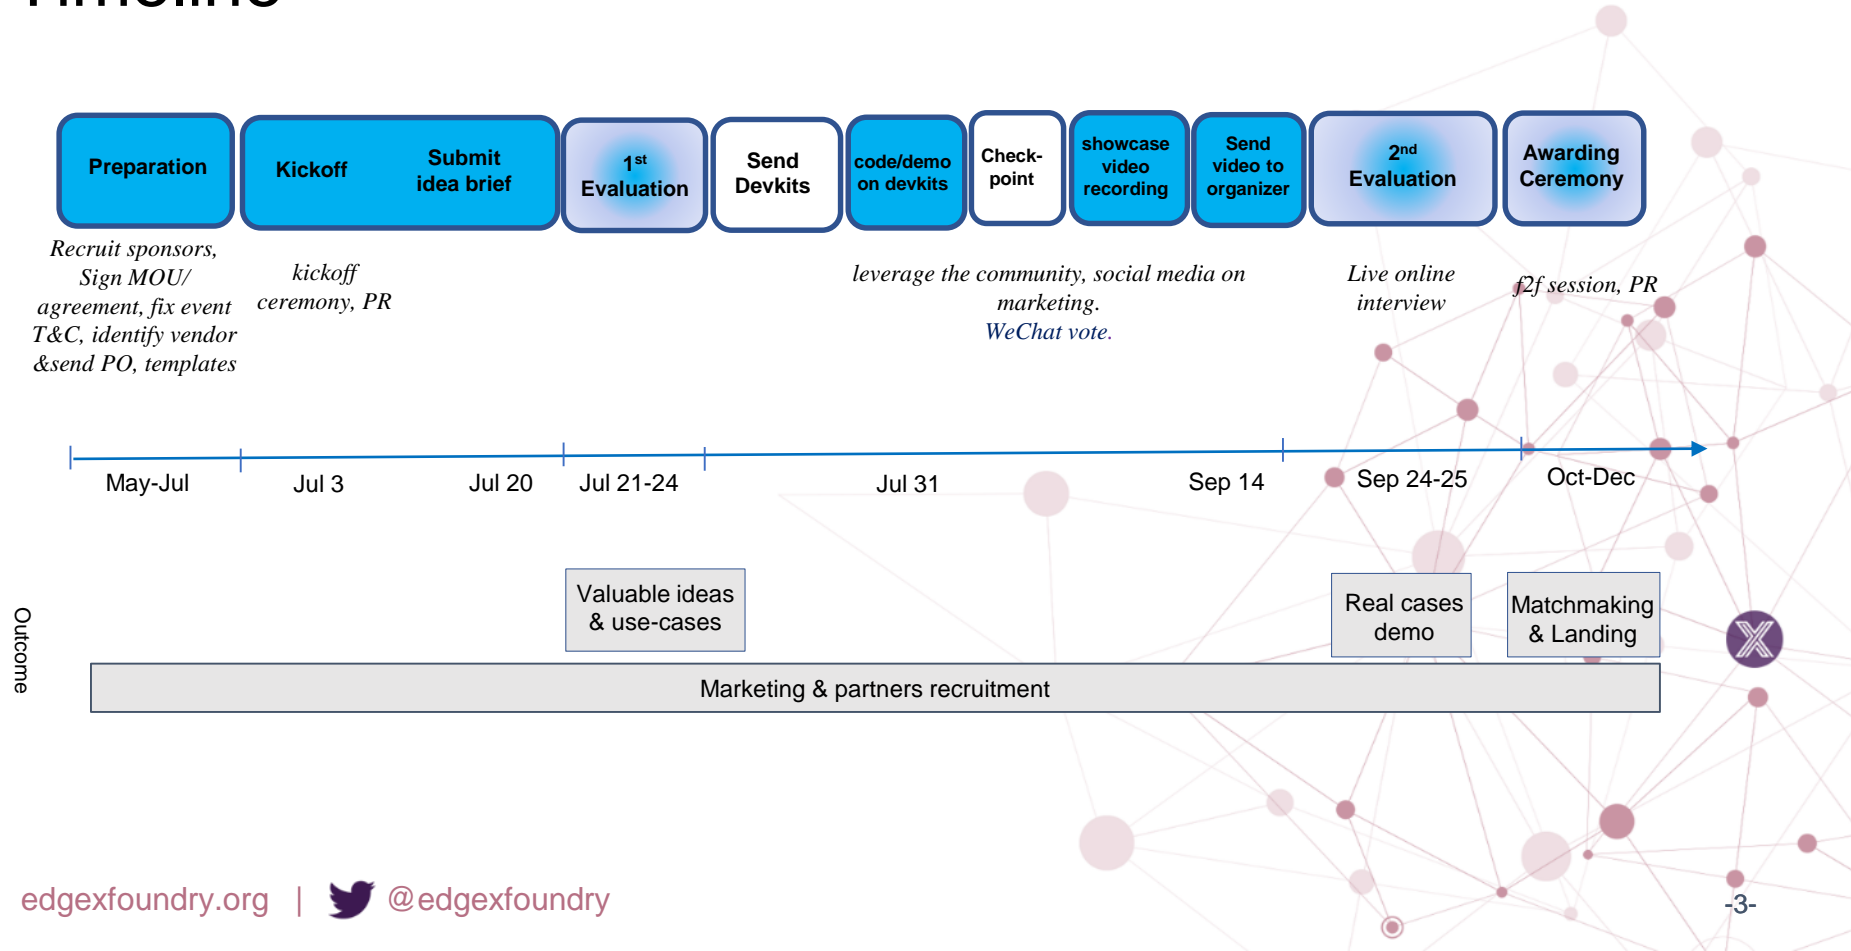 Timeline
Preparation
Kickoff
Submit
idea brief
1st
Evaluation
Send
Devkits
code/demo
on devkits
Check-
point
showcase
video
recording
Send
video to
organizer
2nd
Evaluation
Awarding
Ceremony
Recruit sponsors,
Sign MOU/
agreement, fix event
T&C, identify vendor
&send PO, templates
kickoff
ceremony, PR
leverage the community, social media on
marketing.
WeChat vote.
Live online
interview
f2f session, PR
May-Jul
Jul 3
Jul 20
Jul 21-24
Jul 31
Sep 14
Sep 24-25
Oct-Dec
Outcome
Valuable ideas
& use-cases
Real cases
demo
Matchmaking
& Landing
Marketing & partners recruitment
edgexfoundry.org | @edgexfoundry
-3-